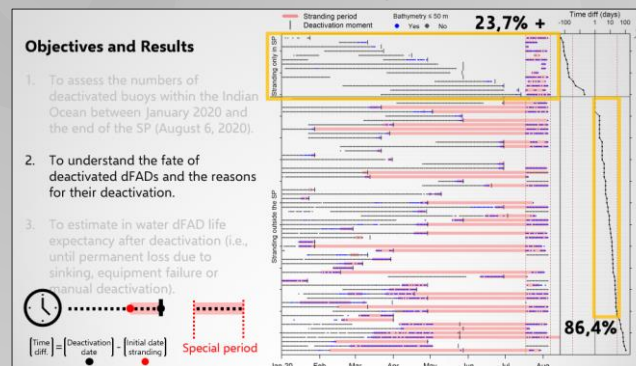 Objectives and Results
1. To assess the numbers of
deactivated buoys within the Indian
Ocean between January 2020 and
the end of the SP (August 6, 2020).
2. To understand the fate of
deactivated dFADs and the reasons
for their deactivation.
3. To estimate in water dFAD life
expectancy after deactivation (i.e.,
until permanent loss due to
sinking, equipment failure or
manual deactivation).
[Time diff.] = [Deactivation date] - [Initial date stranding]
Special period
Stranding period
Deactivation moment
Bathymetry ≤ 50 m
Yes No
23,7% +
Time diff (days)
-100 1 10 100
Stranding only in SP
Stranding outside the SP
86,4%
Jan 20 Feb Mar Apr May Jun Jul Aug